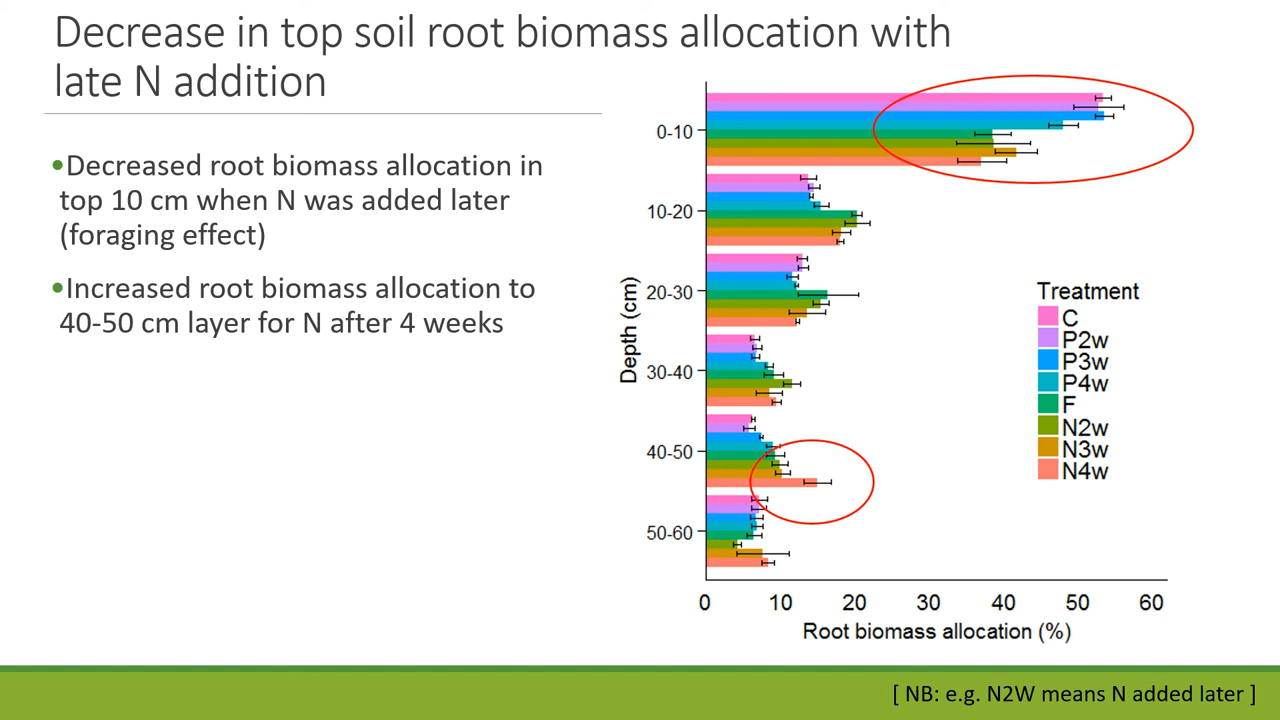 Decrease in top soil root biomass allocation with
late N addition
•Decreased root biomass allocation in
top 10 cm when N was added later
(foraging effect)
•Increased root biomass allocation to
40-50 cm layer for N after 4 weeks
Depth (cm)
0-10
10-20
20-30
30-40
40-50
50-60
0 10 20 30 40 50 60
Root biomass allocation (%)
Treatment
C
P2w
P3w
P4w
F
N2w
N3w
N4w
[ NB: e.g. N2W means N added later ]